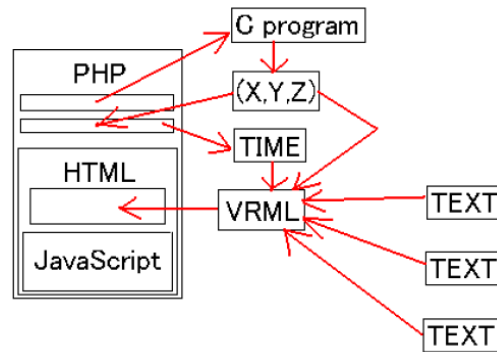 C program
PHP
(X,Y,Z)
TIME
HTML
VRML
TEXT
JavaScript
TEXT
TEXT